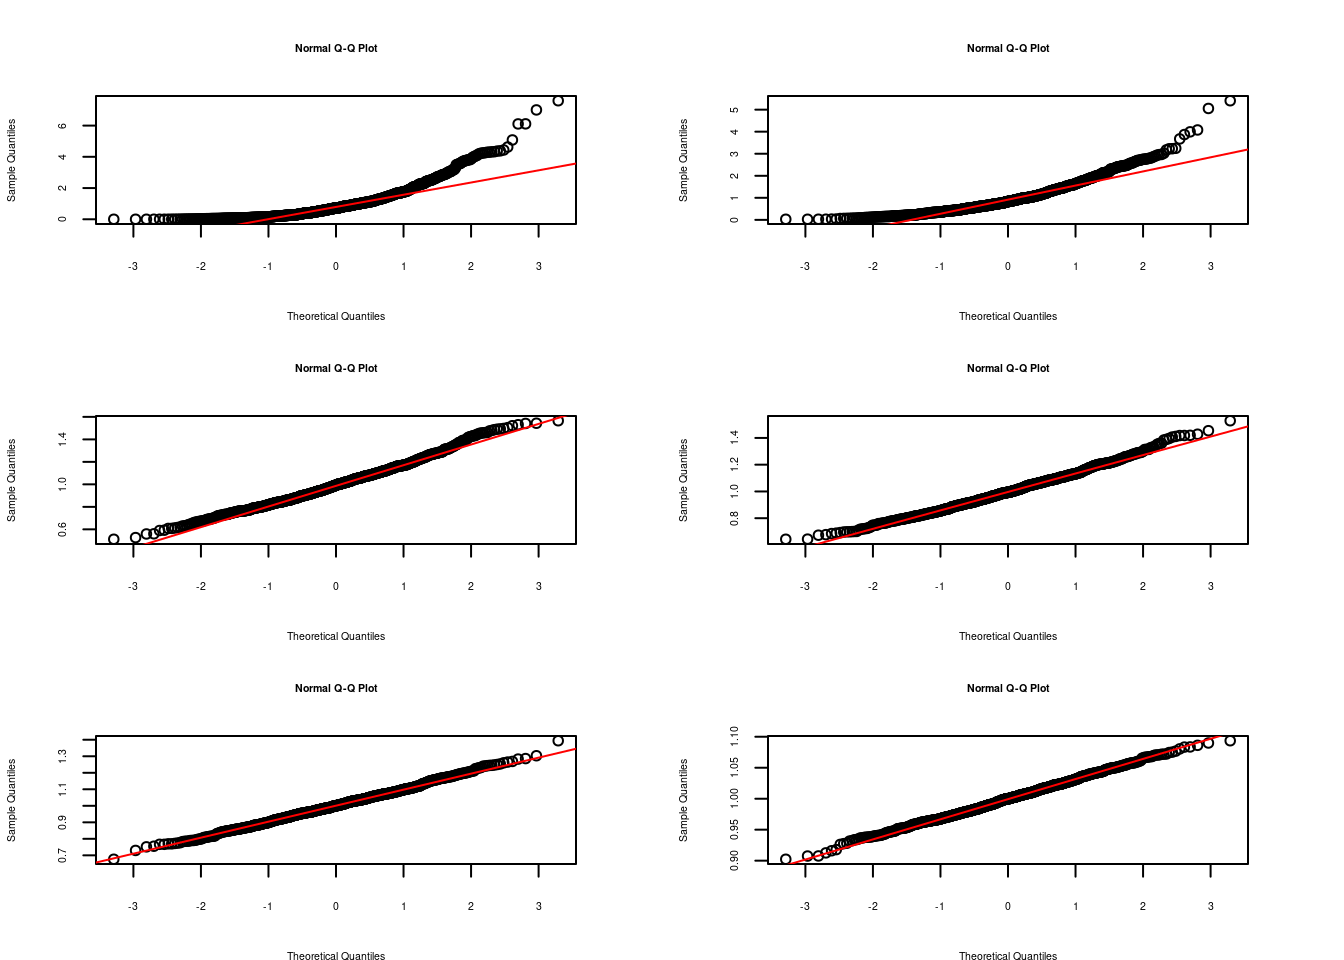 Normal Q-Q Plot
Sample Quantiles
0 2 4 6
-3 -2 -1 0 1 2 3
Theoretical Quantiles
Normal Q-Q Plot
Sample Quantiles
0 1 2 3 4 5
-3 -2 -1 0 1 2 3
Theoretical Quantiles
Normal Q-Q Plot
Sample Quantiles
0.6 1.0 1.4
-3 -2 -1 0 1 2 3
Theoretical Quantiles
Normal Q-Q Plot
Sample Quantiles
0.8 1.0 1.2 1.4
-3 -2 -1 0 1 2 3
Theoretical Quantiles
Normal Q-Q Plot
Sample Quantiles
0.7 0.9 1.1 1.3
-3 -2 -1 0 1 2 3
Theoretical Quantiles
Normal Q-Q Plot
Sample Quantiles
0.90 0.95 1.00 1.05 1.10
-3 -2 -1 0 1 2 3
Theoretical Quantiles